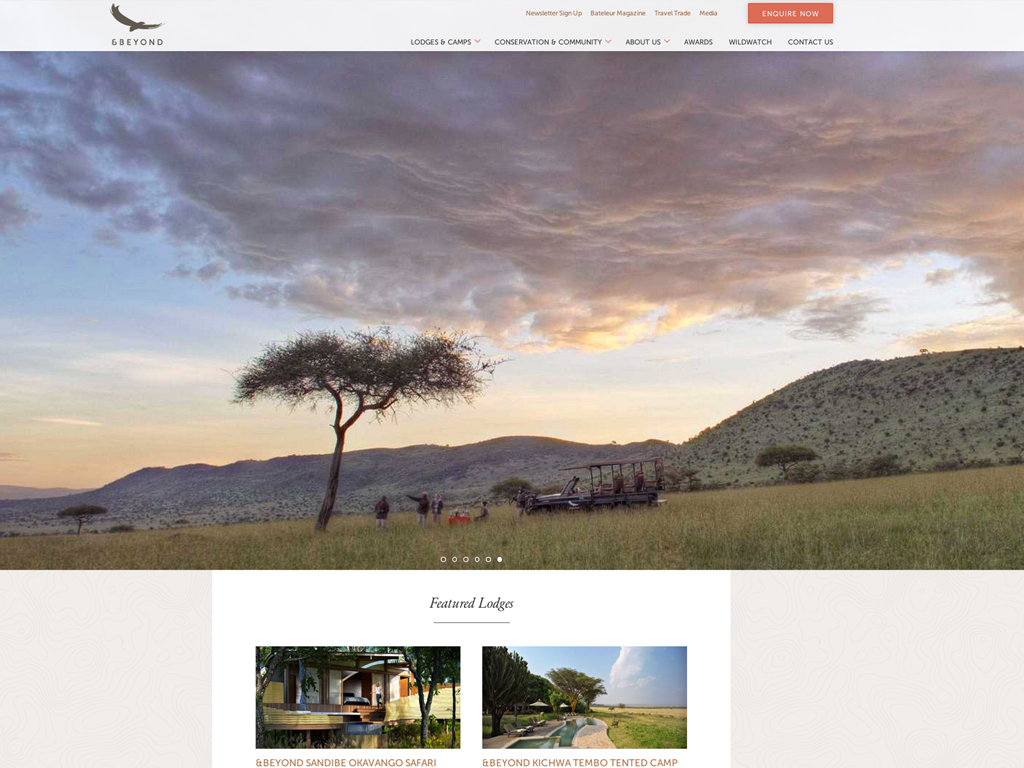 Newsletter Sign Up Bateleur Magazine Travel Trade Media ENQUIRE NOW
&BEYOND
LODGES & CAMPS CONSERVATION & COMMUNITY ABOUT US AWARDS WILDWATCH CONTACT US
Featured Lodges
&BEYOND SANDIBE OKAVANGO SAFARI
&BEYOND KICHWA TEMBO TENTED CAMP